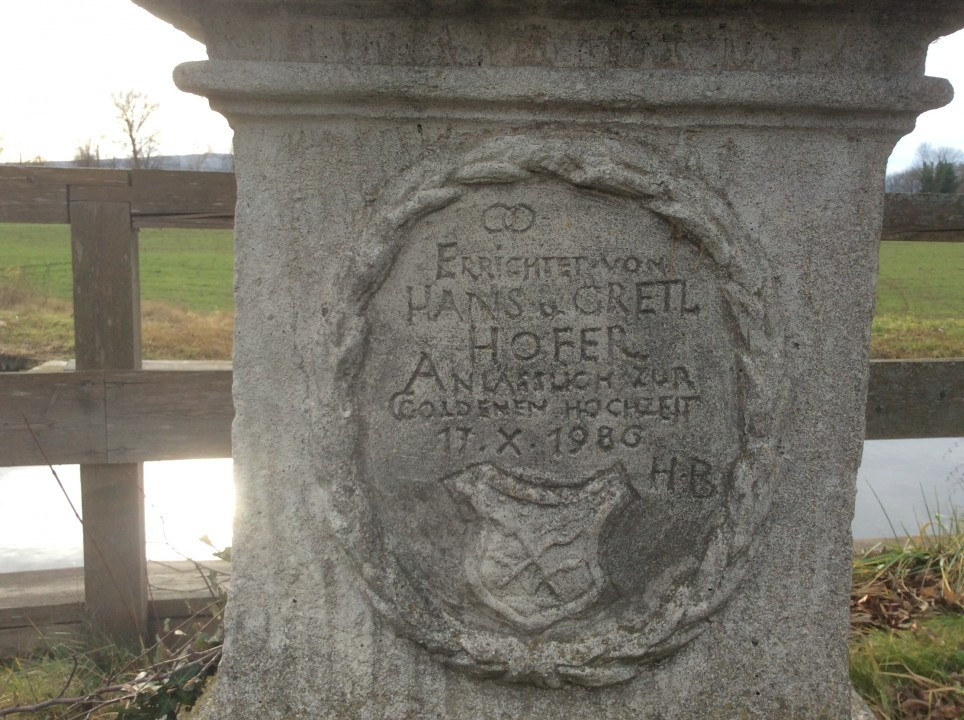 ERRICHTET VON
HANS u. GRETL
HOFER
ANLÄSSLICH ZUR
GOLDENEN HOCHZEIT
17. X. 1986
H.B.